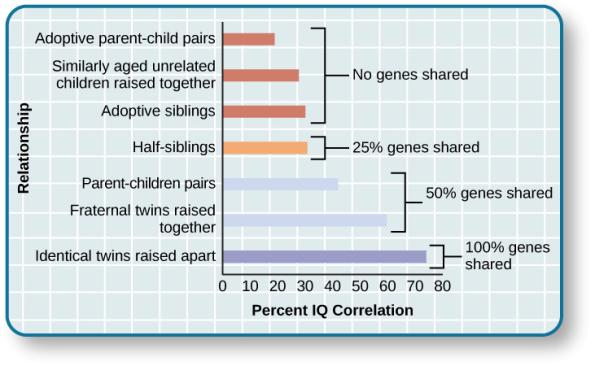 Adoptive parent-child pairs
Similarly aged unrelated
children raised together
No genes shared
Adoptive siblings
Half-siblings
25% genes shared
Parent-children pairs
50% genes shared
Fraternal twins raised
together
Identical twins raised apart
100% genes
shared
Relationship
0 10 20 30 40 50 60 70 80
Percent IQ Correlation